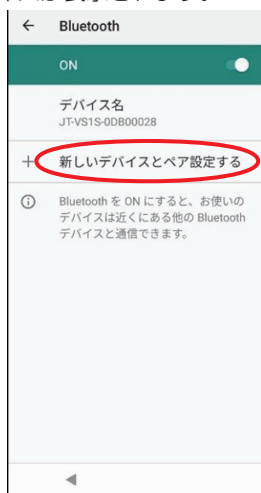 Bluetooth
ON
デバイス名
JT-VS1S-0DB00028
新しいデバイスとペア設定する
Bluetooth を ON にすると、お使いの
デバイスは近くにある他の Bluetooth
デバイスと通信できます。